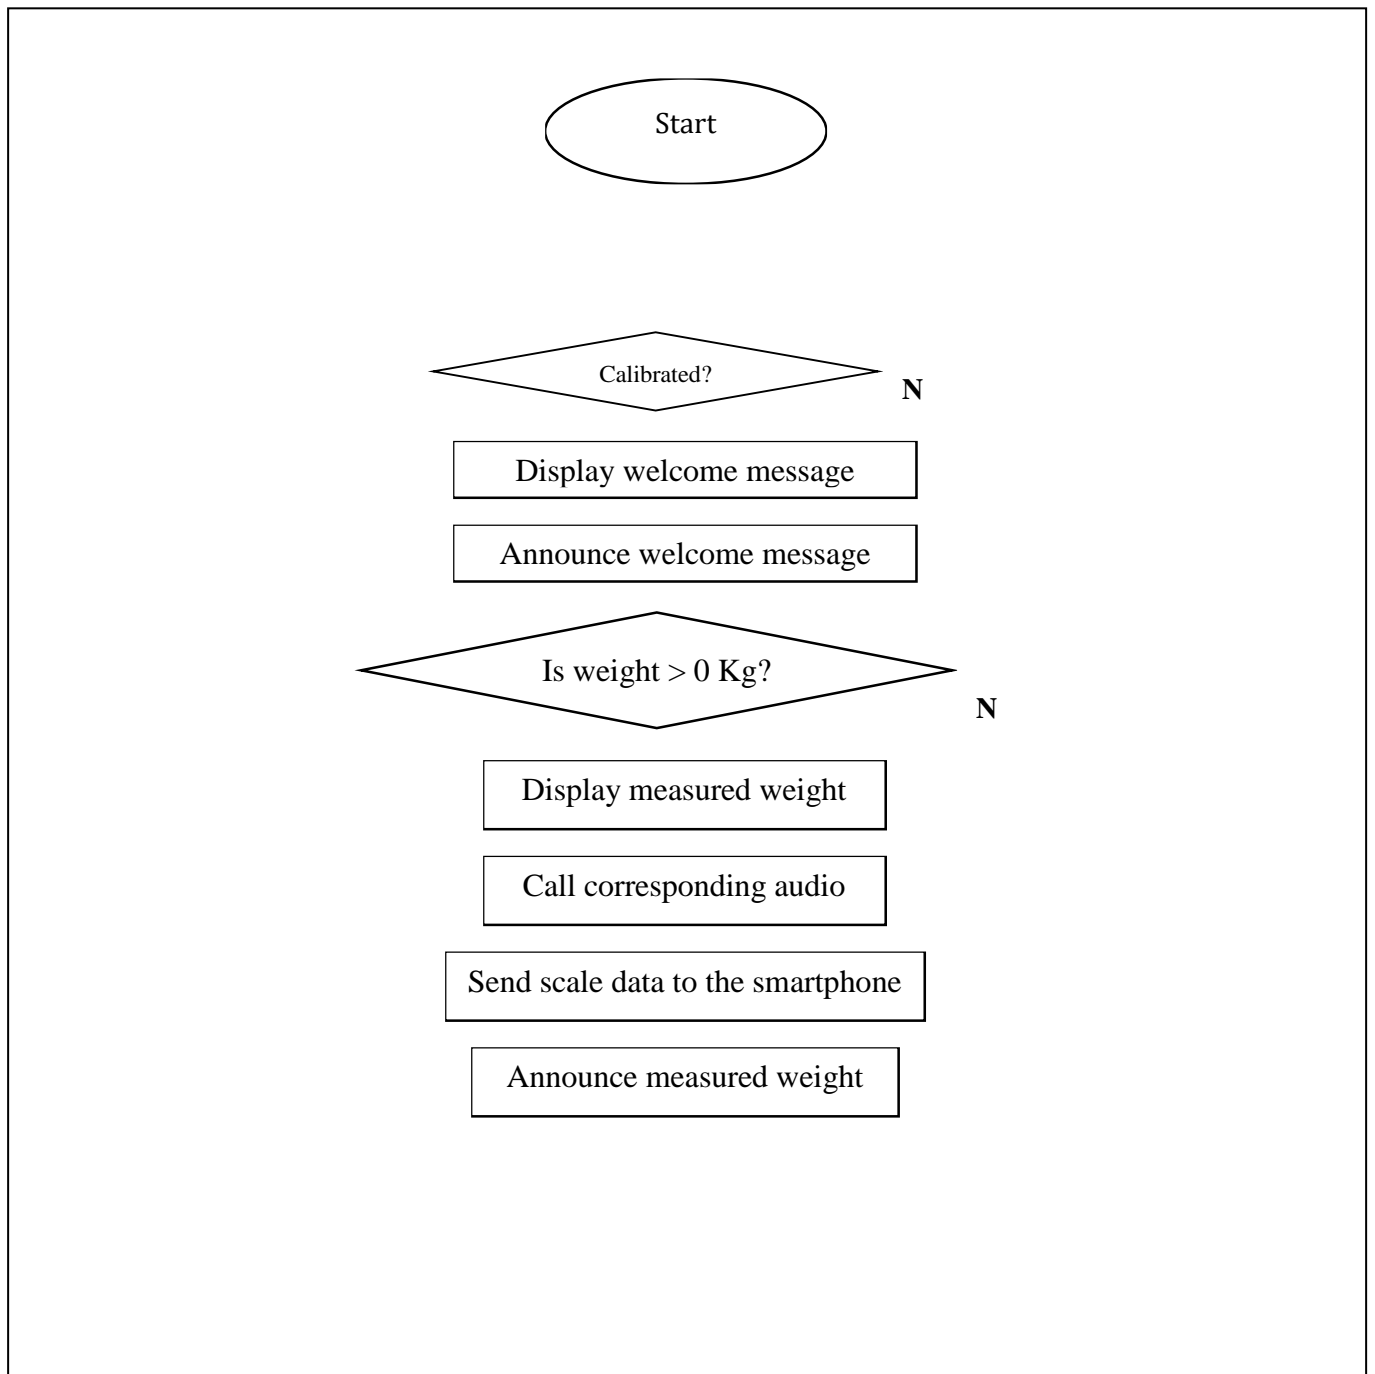 Start
Calibrated?
N
Display welcome message
Announce welcome message
Is weight > 0 Kg?
N
Display measured weight
Call corresponding audio
Send scale data to the smartphone
Announce measured weight